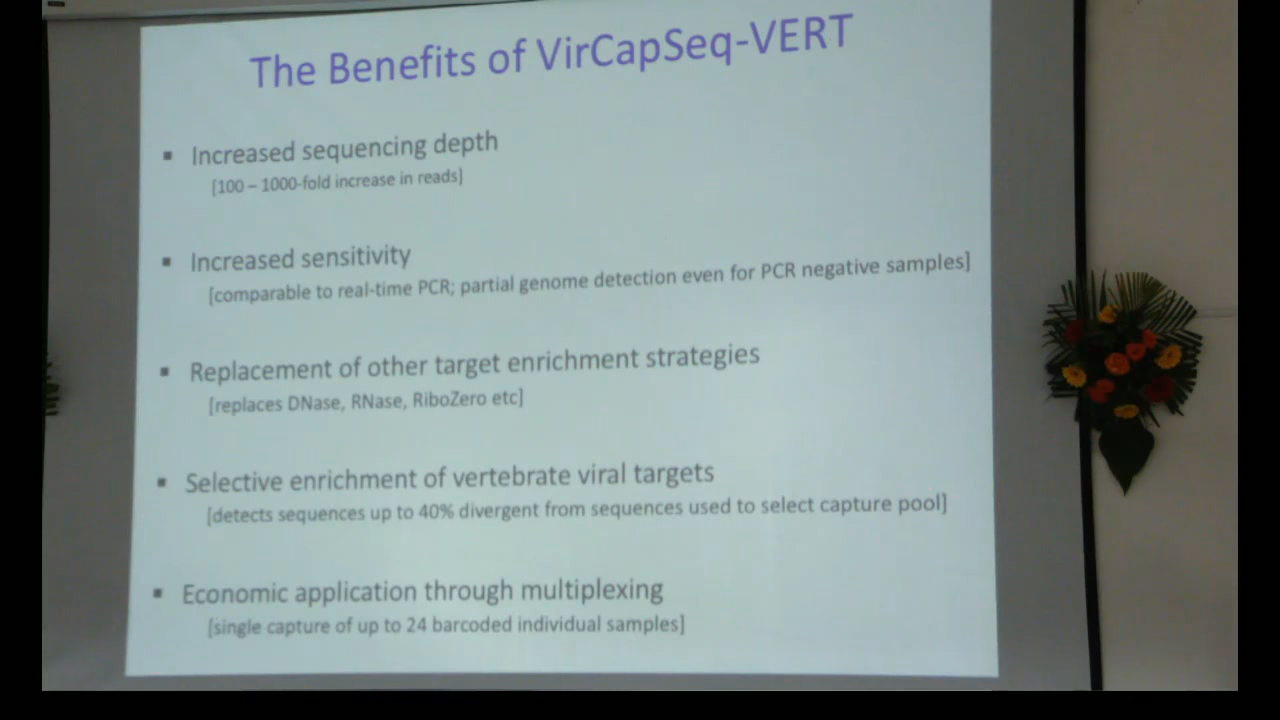 The Benefits of VirCapSeq-VERT
▪ Increased sequencing depth
[100 – 1000-fold increase in reads]
▪ Increased sensitivity
[comparable to real-time PCR; partial genome detection even for PCR negative samples]
▪ Replacement of other target enrichment strategies
[replaces DNase, RNase, RiboZero etc]
▪ Selective enrichment of vertebrate viral targets
[detects sequences up to 40% divergent from sequences used to select capture pool]
▪ Economic application through multiplexing
[single capture of up to 24 barcoded individual samples]